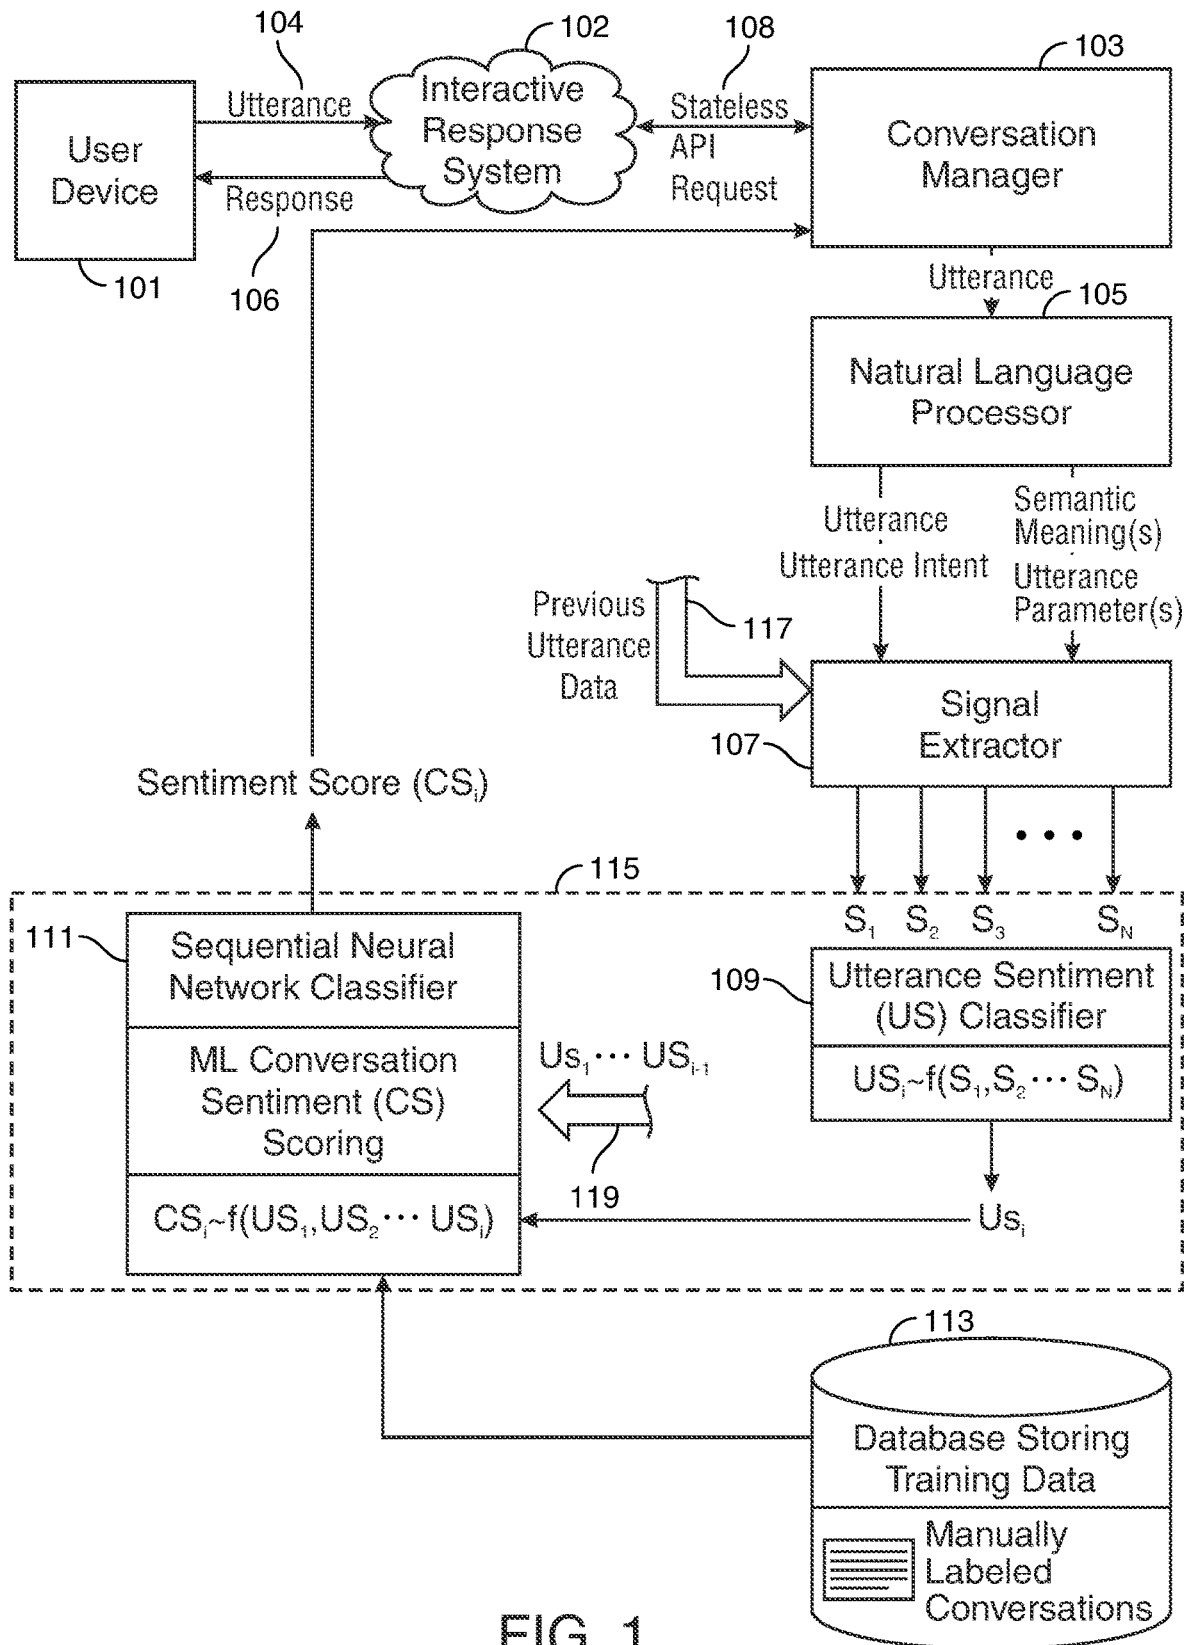 104
102
108
103
User
Device
101
Utterance
Response
106
Interactive
Response
System
Stateless
API
Request
Conversation
Manager
Utterance
105
Natural Language
Processor
Utterance
Utterance Intent
Semantic
Meaning(s)
Utterance
Parameter(s)
Previous
Utterance
Data
117
107
Signal
Extractor
Sentiment Score (CSᵢ)
115
S₁ S₂ S₃ • • • S_N
111
Sequential Neural
Network Classifier
ML Conversation
Sentiment (CS)
Scoring
CSᵢ~f(US₁,US₂··· USᵢ)
Us₁ ··· USᵢ₋₁
119
109
Utterance Sentiment
(US) Classifier
USᵢ~f(S₁,S₂··· S_N)
Usᵢ
113
Database Storing
Training Data
Manually
Labeled
Conversations
FIG. 1